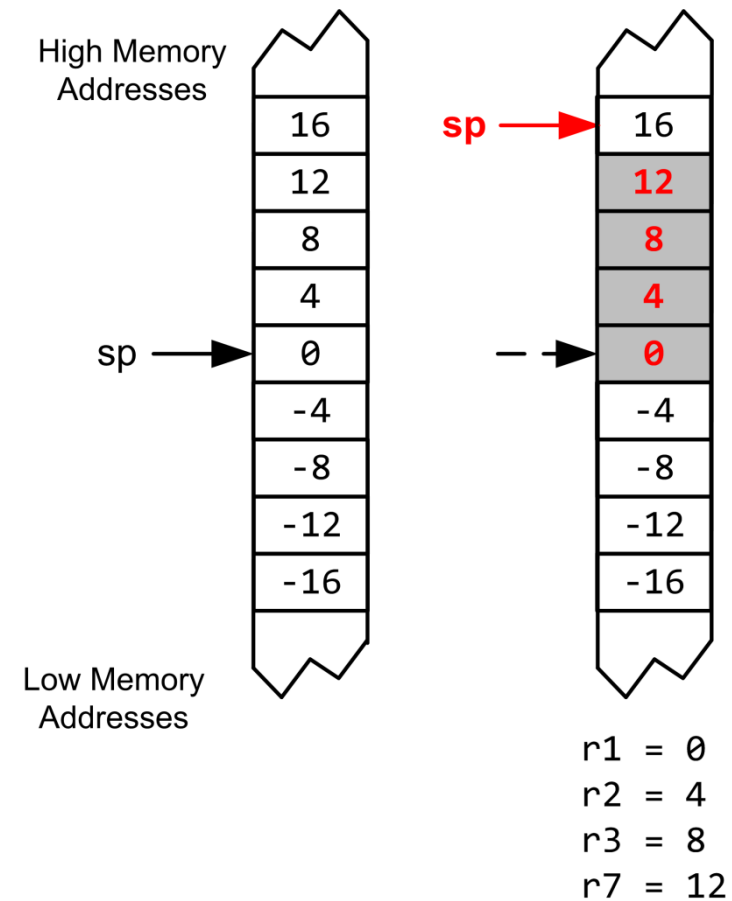 High Memory
Addresses
16
12
8
4
0
-4
-8
-12
-16
sp
Low Memory
Addresses
sp
16
12
8
4
0
-4
-8
-12
-16
r1 = 0
r2 = 4
r3 = 8
r7 = 12